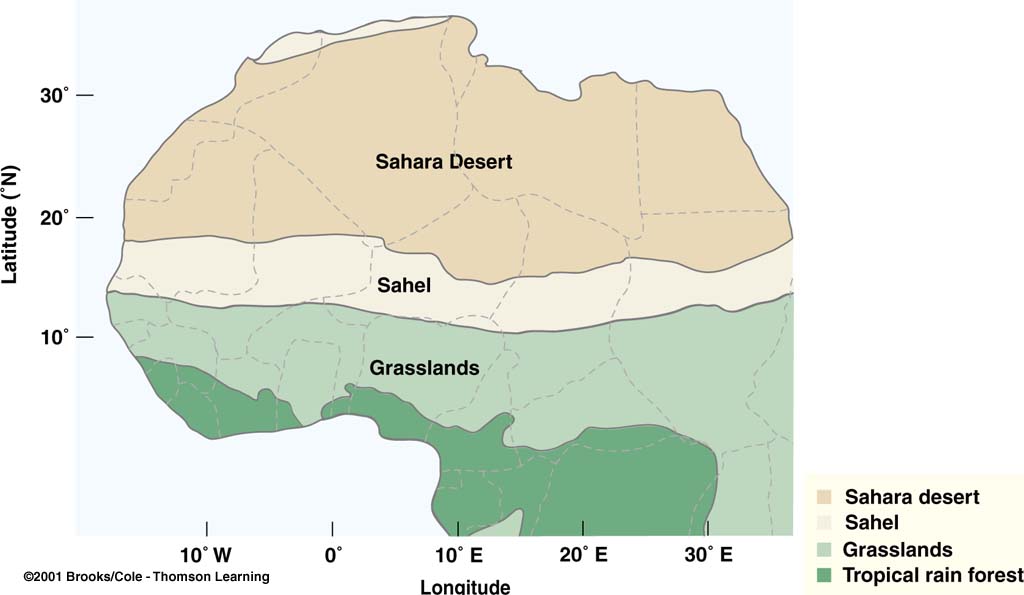 30°
Sahara Desert
Latitude (°N)
20°
Sahel
10°
Grasslands
Sahara desert
Sahel
Grasslands
Tropical rain forest
10° W
0°
10° E
20° E
30° E
©2001 Brooks/Cole - Thomson Learning
Longitude